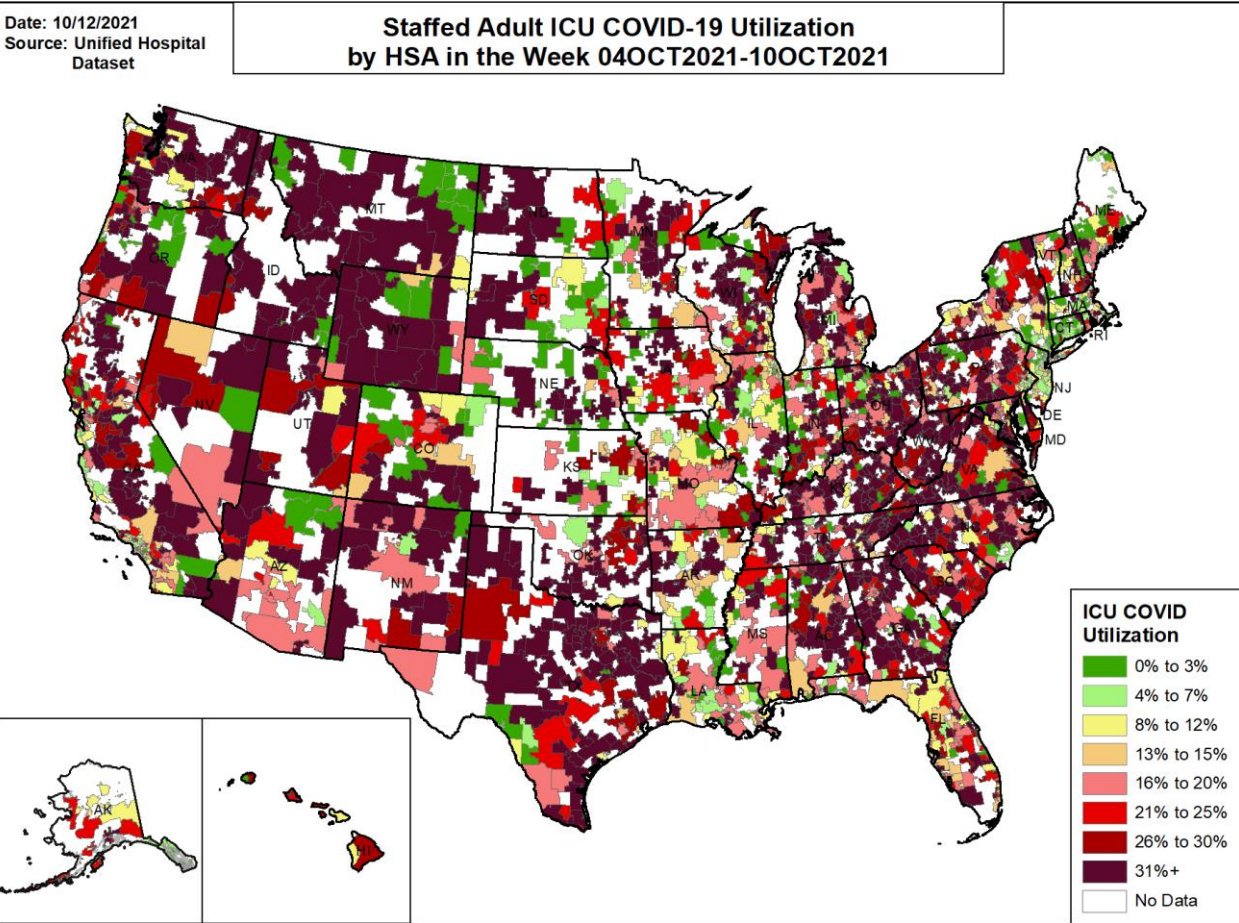 Date: 10/12/2021
Source: Unified Hospital
Dataset
Staffed Adult ICU COVID-19 Utilization
by HSA in the Week 04OCT2021-10OCT2021
WA
MT
ND
MN
ME
OR
ID
SD
WI
MI
VT
NH
NY
MA
CT
RI
WY
NE
IL
IN
OH
PA
NJ
DE
MD
NV
UT
CO
KS
MO
WV
VA
CA
AZ
NM
OK
AR
TN
NC
SC
MS
AL
GA
LA
FL
AK
HI
ICU COVID
Utilization
0% to 3%
4% to 7%
8% to 12%
13% to 15%
16% to 20%
21% to 25%
26% to 30%
31%+
No Data